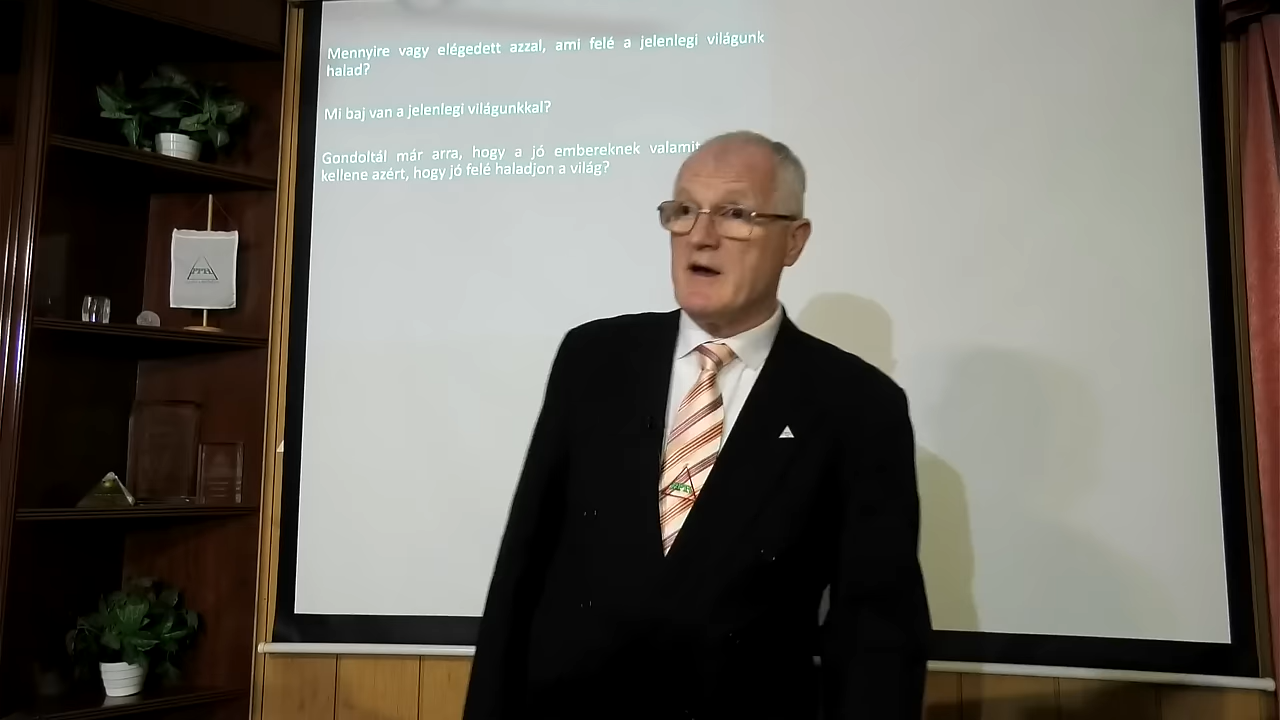 Mennyire vagy elégedett azzal, ami felé a jelenlegi világunk
halad?
Mi baj van a jelenlegi világunkkal?
Gondoltál már arra, hogy a jó embereknek valamit
kellene azért, hogy jó felé haladjon a világ?